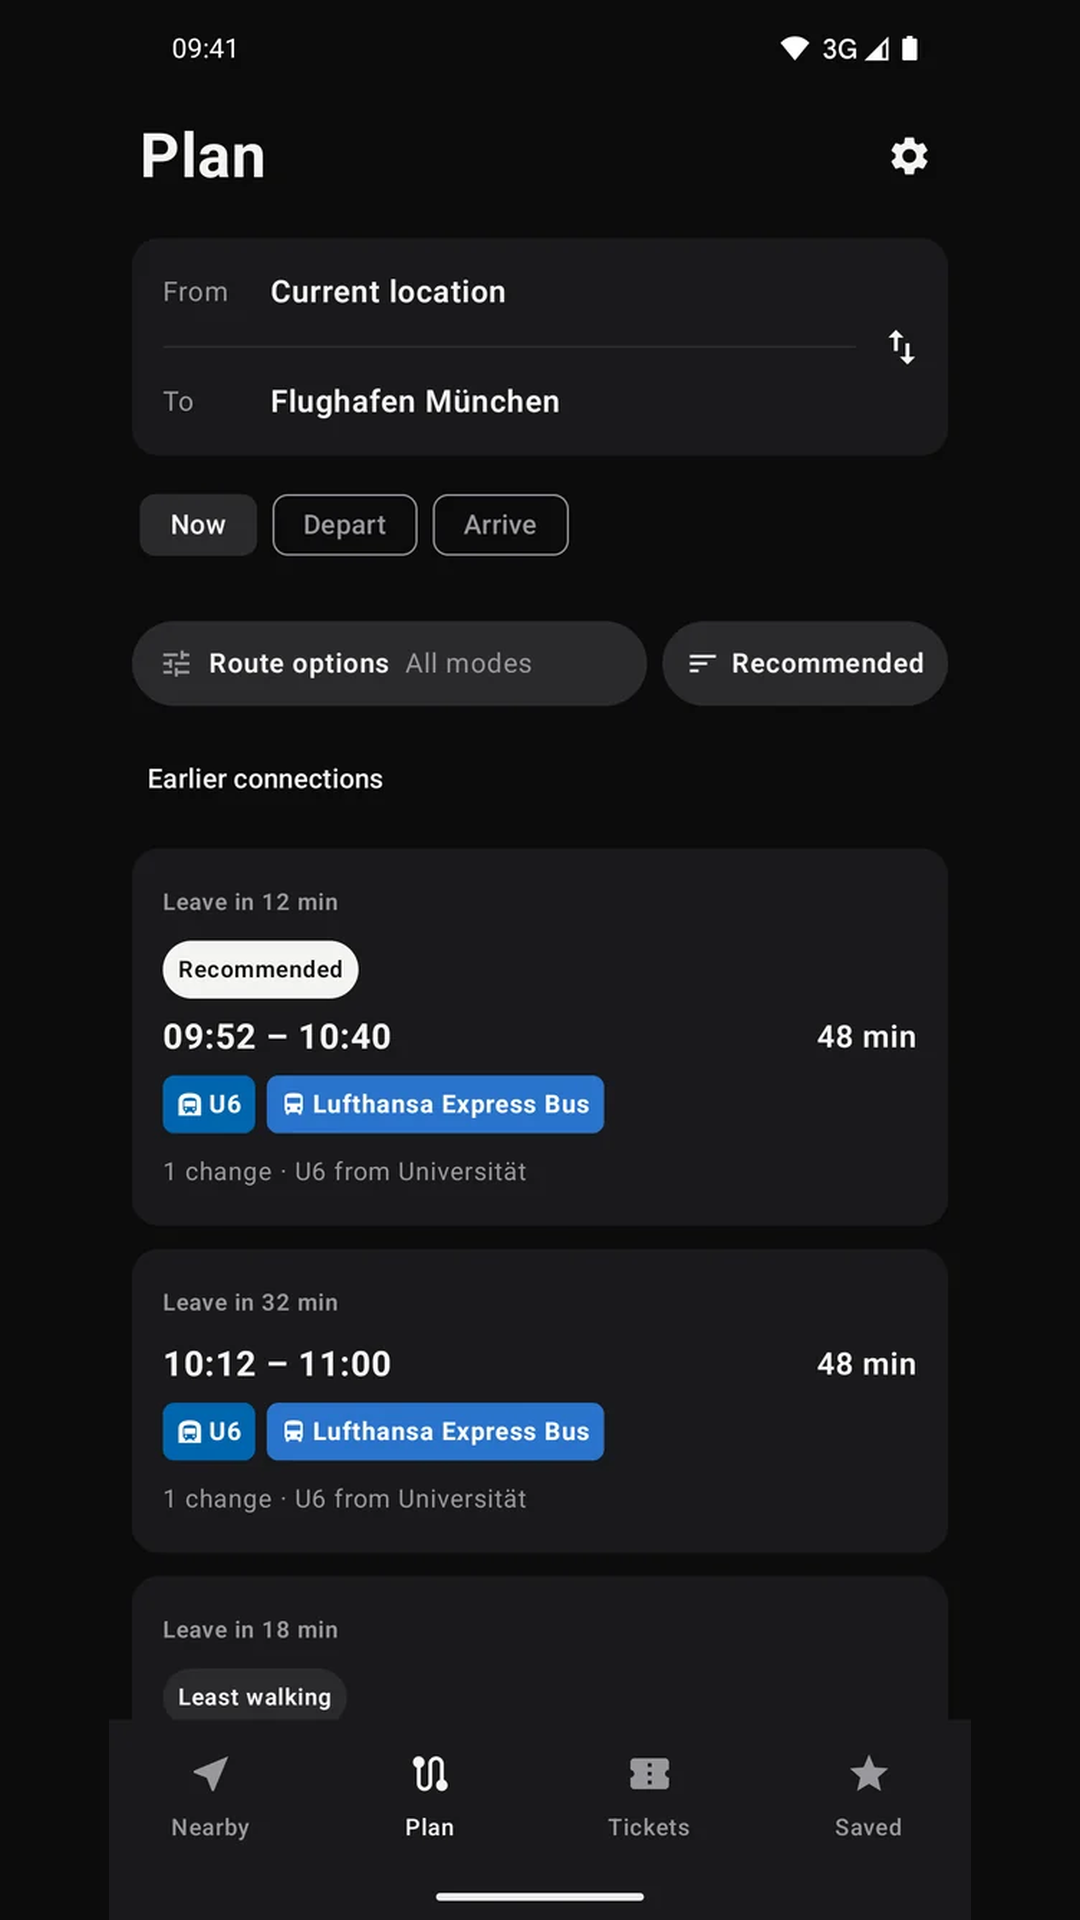 09:41
3G
Plan
From Current location
To Flughafen München
Now Depart Arrive
Route options All modes Recommended
Earlier connections
Leave in 12 min
Recommended
09:52 – 10:40 48 min
U6 Lufthansa Express Bus
1 change · U6 from Universität
Leave in 32 min
10:12 – 11:00 48 min
U6 Lufthansa Express Bus
1 change · U6 from Universität
Leave in 18 min
Least walking
Nearby Plan Tickets Saved